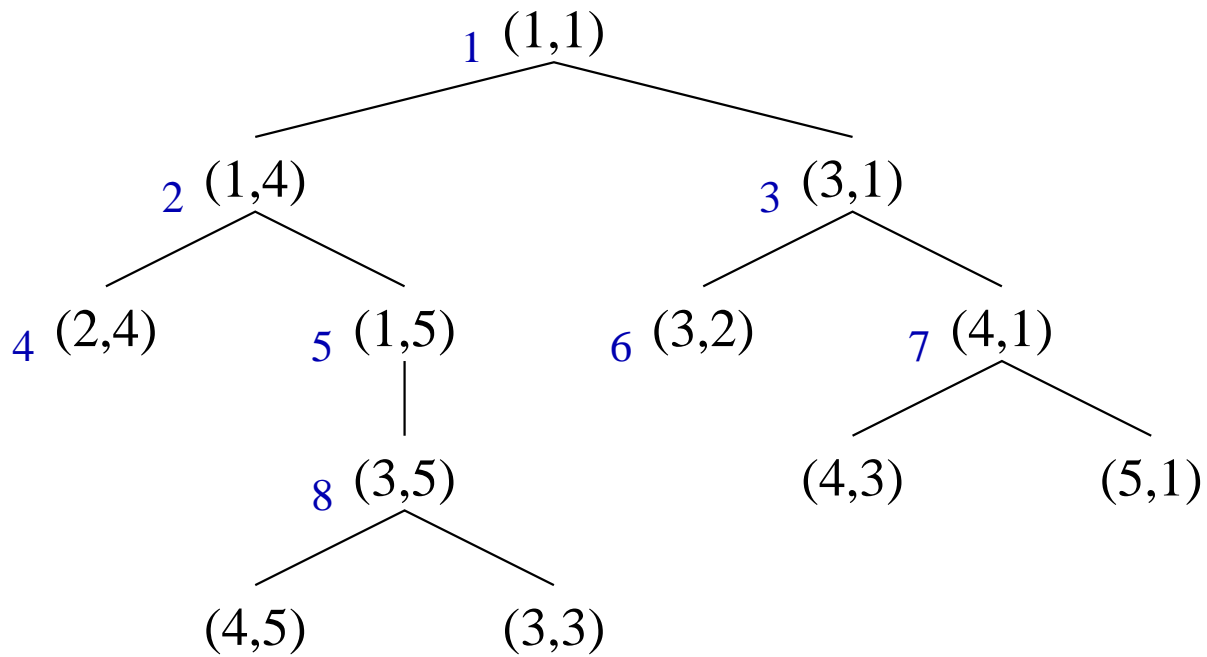 1 (1,1)
2 (1,4) 3 (3,1)
4 (2,4) 5 (1,5) 6 (3,2) 7 (4,1)
8 (3,5) (4,3) (5,1)
(4,5) (3,3)